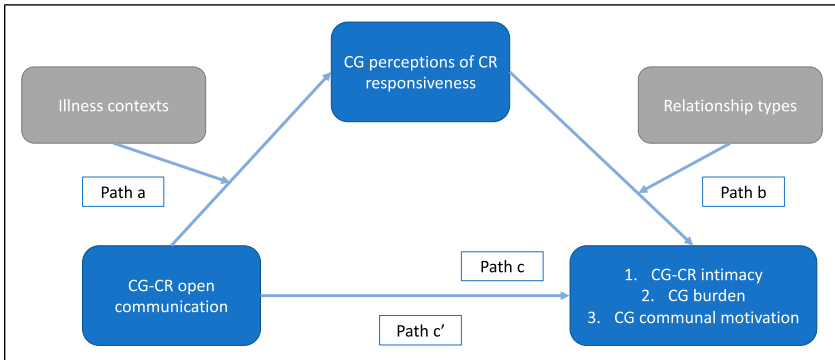 CG perceptions of CR
responsiveness
Illness contexts
Relationship types
Path a
Path b
CG-CR open
communication
Path c
Path c’
1. CG-CR intimacy
2. CG burden
3. CG communal motivation